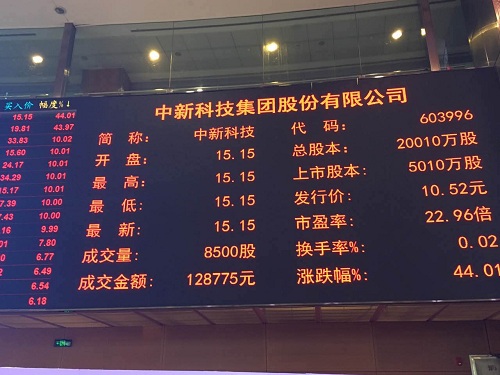 中新科技集团股份有限公司
买入价 幅度%↓
15.15 44.01
19.81 43.97
33.83 10.02
15.60 10.01
24.17 10.01
34.29 10.01
15.17 10.01
7.39 10.00
7.43 10.00
.16 9.99
.01 7.80
.10 6.77
6.49
6.54
6.18
简 称: 中新科技 代 码: 603996
开 盘: 15.15 总股本: 20010万股
最 高: 15.15 上市股本: 5010万股
最 低: 15.15 发行价: 10.52元
最 新: 15.15 市盈率: 22.96倍
成交量: 8500股 换手率%: 0.02
成交金额: 128775元 涨跌幅%: 44.01